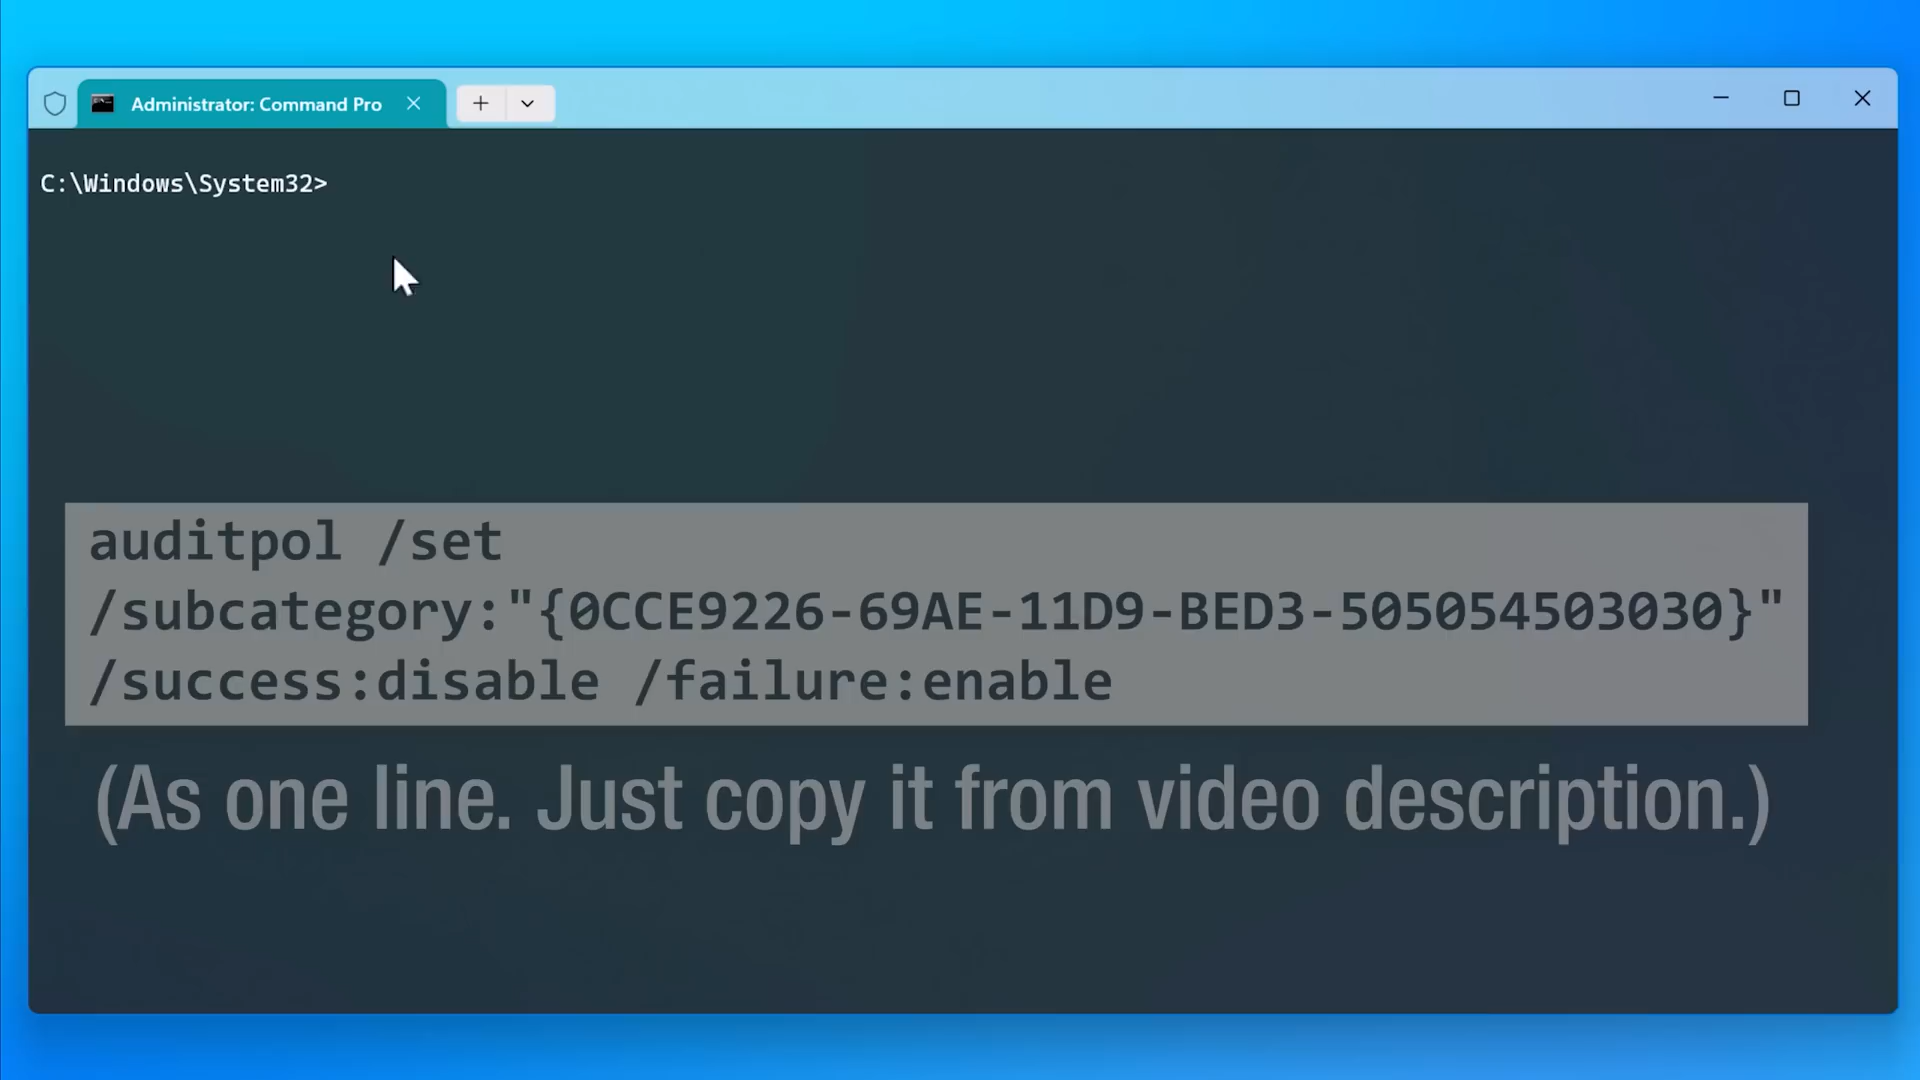 Administrator: Command Pro
C:\Windows\System32>
auditpol /set
/subcategory:"{0CCE9226-69AE-11D9-BED3-505054503030}"
/success:disable /failure:enable
(As one line. Just copy it from video description.)